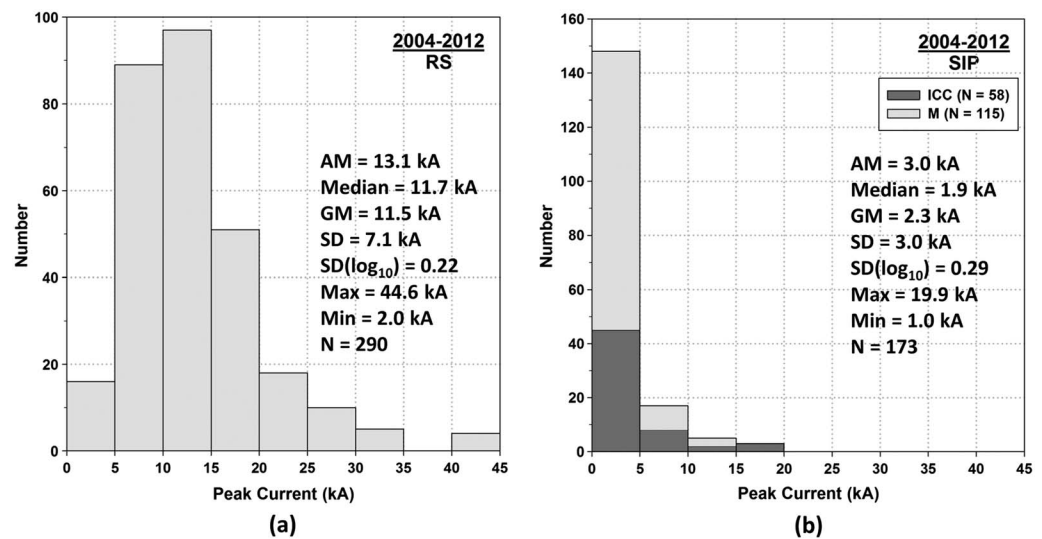 100
80
60
40
20
0
Number
2004-2012
RS
AM = 13.1 kA
Median = 11.7 kA
GM = 11.5 kA
SD = 7.1 kA
SD(log10) = 0.22
Max = 44.6 kA
Min = 2.0 kA
N = 290
0 5 10 15 20 25 30 35 40 45
Peak Current (kA)
(a)
160
140
120
100
80
60
40
20
0
Number
2004-2012
SIP
ICC (N = 58)
M (N = 115)
AM = 3.0 kA
Median = 1.9 kA
GM = 2.3 kA
SD = 3.0 kA
SD(log10) = 0.29
Max = 19.9 kA
Min = 1.0 kA
N = 173
0 5 10 15 20 25 30 35 40 45
Peak Current (kA)
(b)